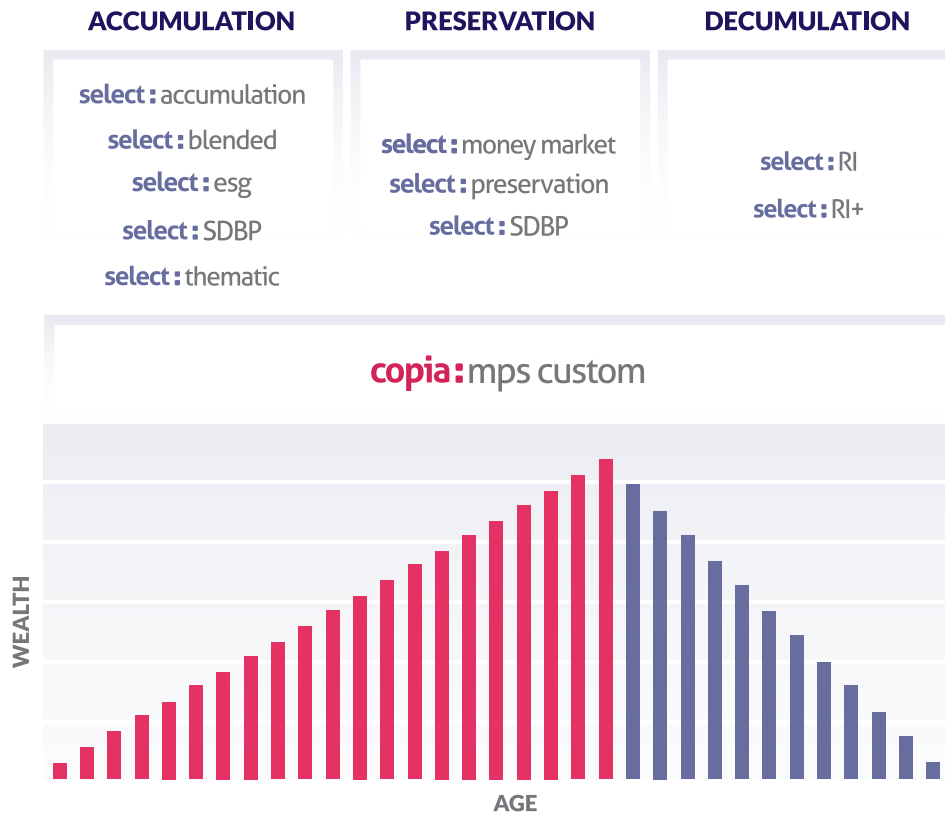 ACCUMULATION
select:accumulation
select:blended
select:esg
select:SDBP
select:thematic
PRESERVATION
select:money market
select:preservation
select:SDBP
DECUMULATION
select:RI
select:RI+
copia:mps custom
WEALTH
AGE